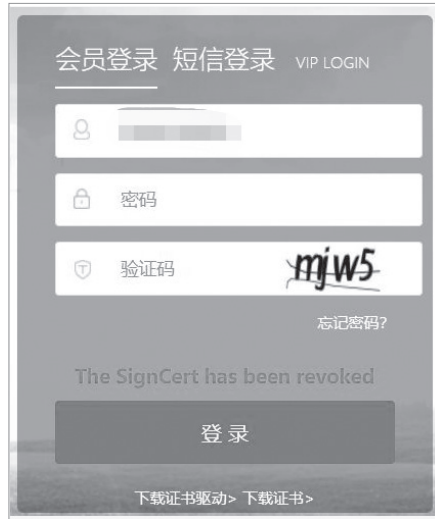 会员登录 短信登录 VIP LOGIN
密码
验证码 mjw5
忘记密码?
The SignCert has been revoked
登 录
下载证书驱动> 下载证书>